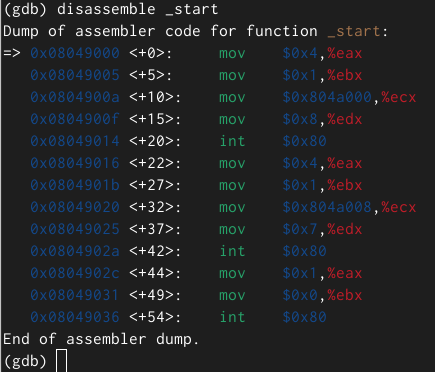 (gdb) disassemble _start
Dump of assembler code for function _start:
=> 0x08049000 <+0>:     mov    $0x4,%eax
   0x08049005 <+5>:     mov    $0x1,%ebx
   0x0804900a <+10>:    mov    $0x804a000,%ecx
   0x0804900f <+15>:    mov    $0x8,%edx
   0x08049014 <+20>:    int    $0x80
   0x08049016 <+22>:    mov    $0x4,%eax
   0x0804901b <+27>:    mov    $0x1,%ebx
   0x08049020 <+32>:    mov    $0x804a008,%ecx
   0x08049025 <+37>:    mov    $0x7,%edx
   0x0804902a <+42>:    int    $0x80
   0x0804902c <+44>:    mov    $0x1,%eax
   0x08049031 <+49>:    mov    $0x0,%ebx
   0x08049036 <+54>:    int    $0x80
End of assembler dump.
(gdb)